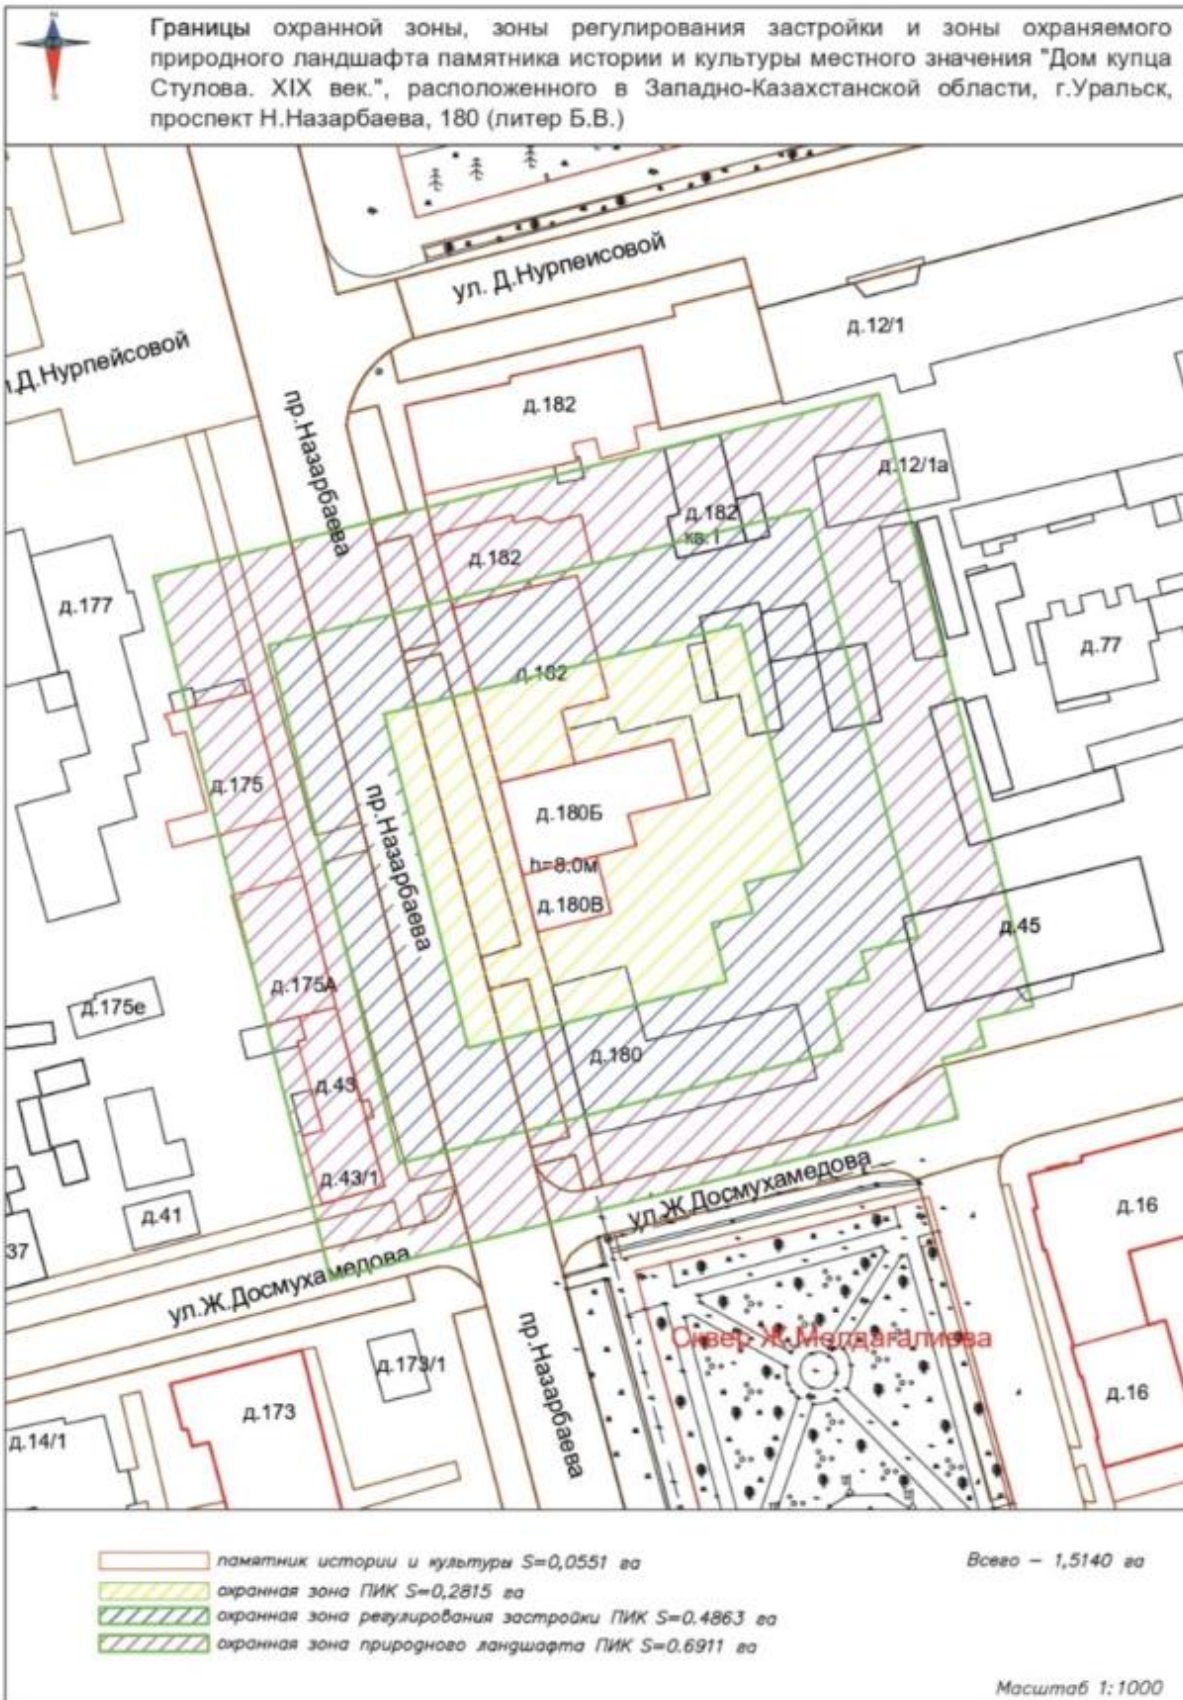 Границы охранной зоны, зоны регулирования застройки и зоны охраняемого
природного ландшафта памятника истории и культуры местного значения "Дом купца
Стулова. XIX век.", расположенного в Западно-Казахстанской области, г.Уральск,
проспект Н.Назарбаева, 180 (литер Б.В.)
ул. Д.Нурпеисовой
д.12/1
л.Д.Нурпейсовой
пр.Назарбаева
д.182
д.12/1а
д.182
кв.1
д.182
д.177
д.77
д.182
д.175
пр.Назарбаева
д.180Б
h=8.0м
д.180В
д.45
д.175А
д.175е
д.180
д.43
д.43/1
ул.Ж.Досмухамедова
д.41
д.16
37
ул.Ж.Досмухамедова
пр.Назарбаева
Сквер Ж.Молдагалиева
д.173/1
д.16
д.173
д.14/1
памятник истории и культуры S=0,0551 га
Всего – 1,5140 га
охранная зона ПИК S=0,2815 га
охранная зона регулирования застройки ПИК S=0.4863 га
охранная зона природного ландшафта ПИК S=0.6911 га
Масштаб 1:1000